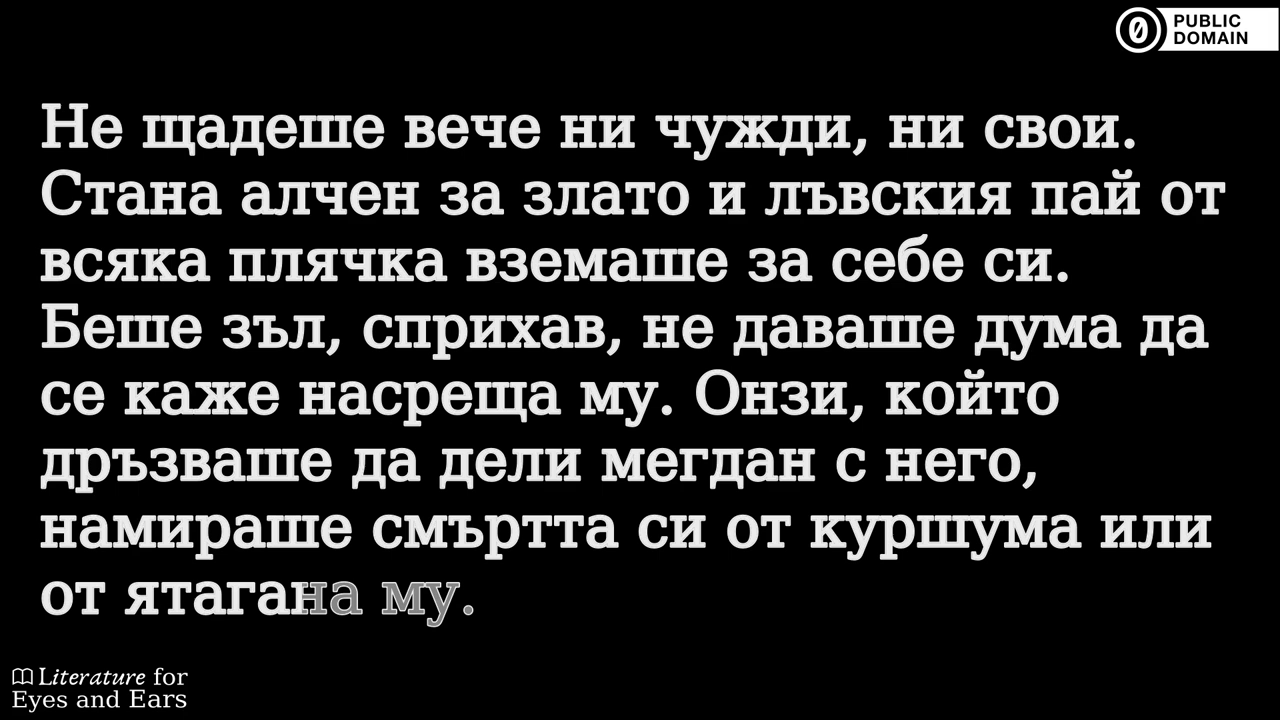 PUBLIC
DOMAIN
Не щадеше вече ни чужди, ни свои.
Стана алчен за злато и лъвския пай от
всяка плячка вземаше за себе си.
Беше зъл, сприхав, не даваше дума да
се каже насреща му. Онзи, който
дръзваше да дели мегдан с него,
намираше смъртта си от куршума или
от ятагана му.
Literature for
Eyes and Ears